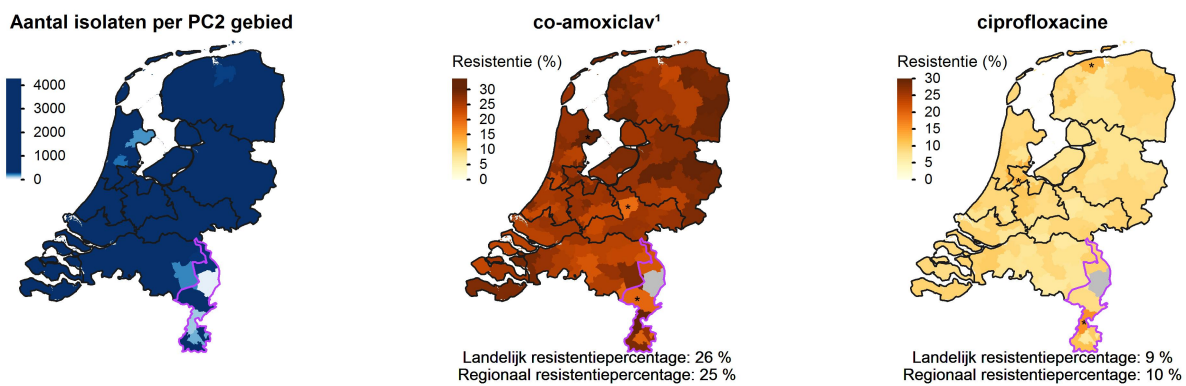 Aantal isolaten per PC2 gebied
4000
3000
2000
1000
0
co-amoxiclav¹
Resistentie (%)
30
25
20
15
10
5
0
*
*
*
Landelijk resistentiepercentage: 26 %
Regionaal resistentiepercentage: 25 %
ciprofloxacine
Resistentie (%)
30
25
20
15
10
5
0
*
*
*
Landelijk resistentiepercentage: 9 %
Regionaal resistentiepercentage: 10 %